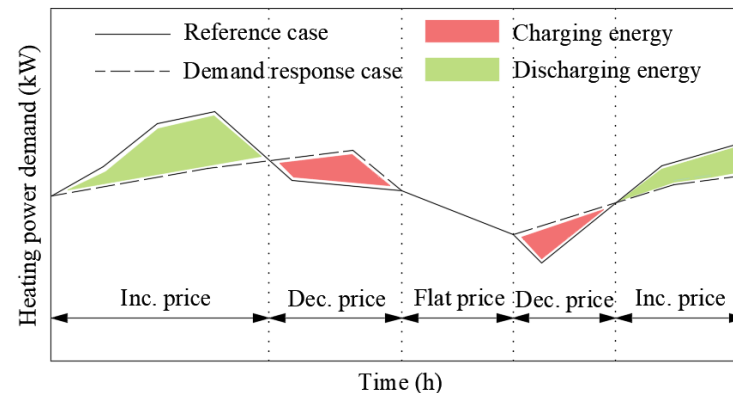 Reference case
Charging energy
Demand response case
Discharging energy
Heating power demand (kW)
Inc. price
Dec. price
Flat price
Dec. price
Inc. price
Time (h)